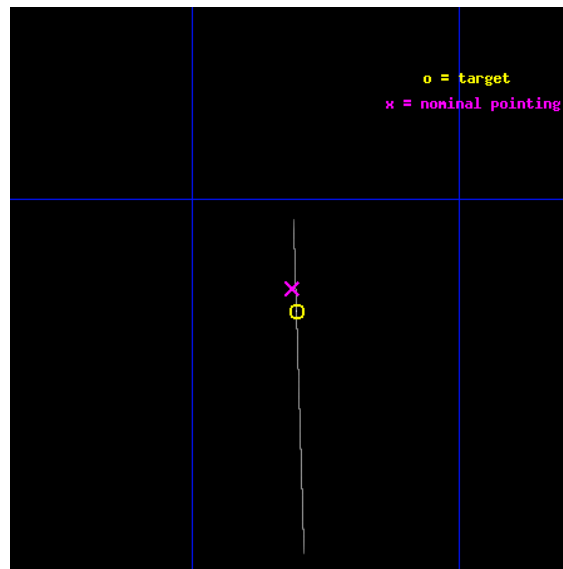 o = target
x = nominal pointing